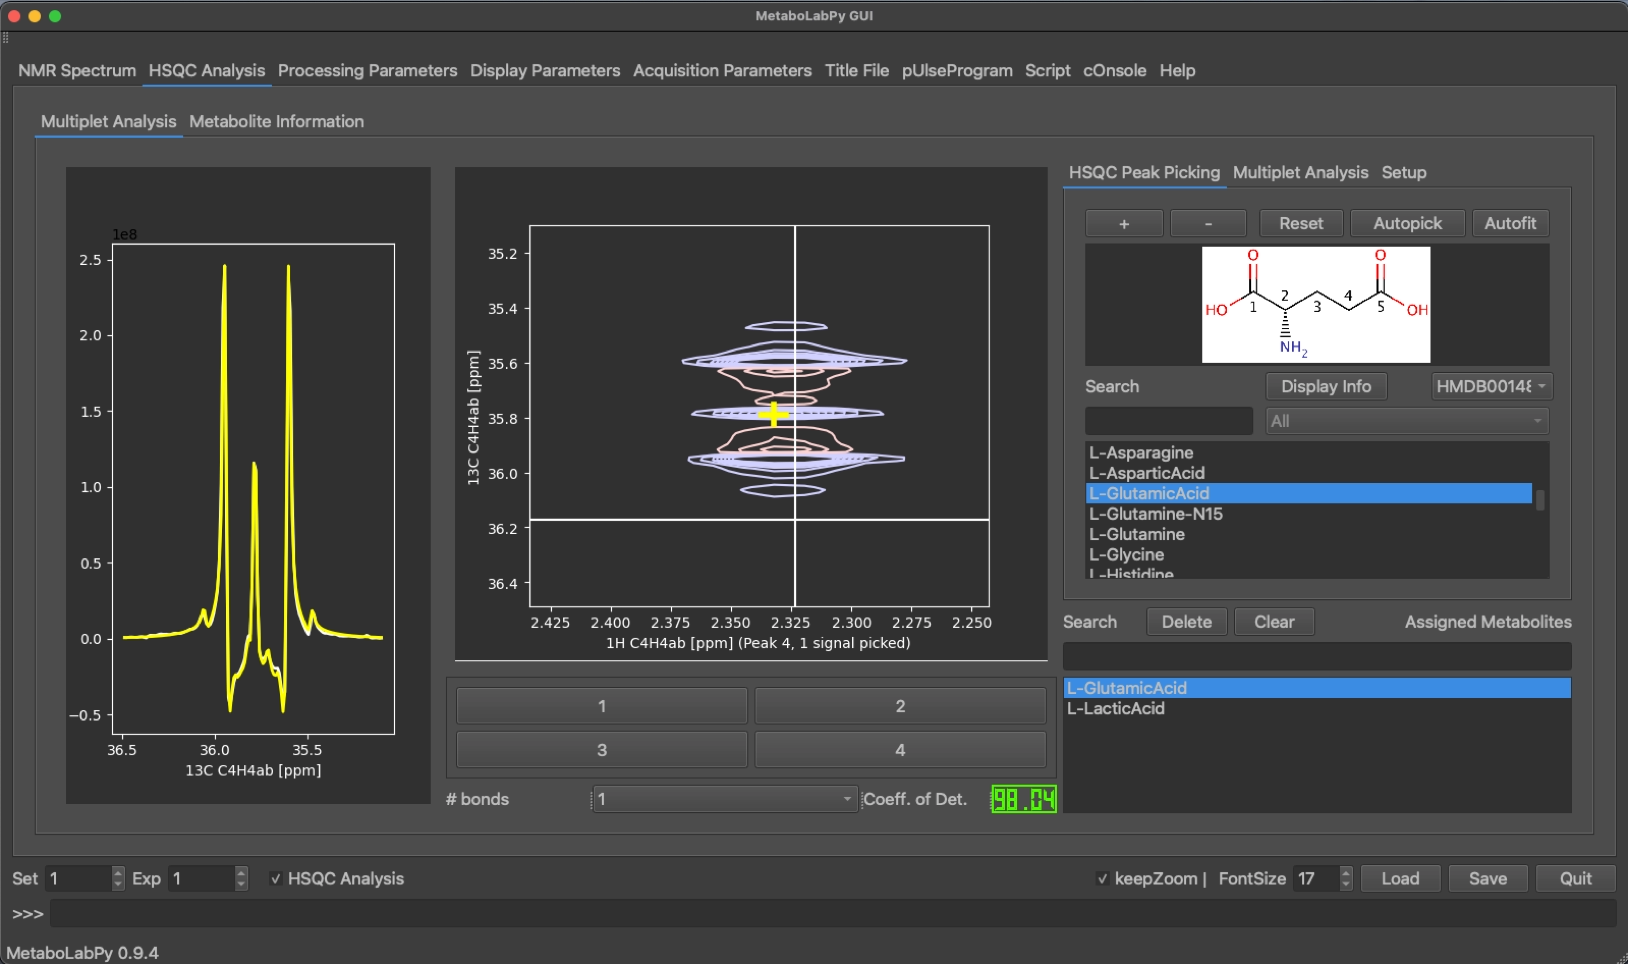 MetaboLabPy GUI
NMR Spectrum HSQC Analysis Processing Parameters Display Parameters Acquisition Parameters Title File pUlseProgram Script cOnsole Help
Multiplet Analysis Metabolite Information
1e8
2.5
2.0
1.5
1.0
0.5
0.0
−0.5
36.5 36.0 35.5
13C C4H4ab [ppm]
35.2
35.4
35.6
35.8
36.0
36.2
36.4
13C C4H4ab [ppm]
2.425 2.400 2.375 2.350 2.325 2.300 2.275 2.250
1H C4H4ab [ppm] (Peak 4, 1 signal picked)
1 2
3 4
# bonds 1 Coeff. of Det. 98.04
HSQC Peak Picking Multiplet Analysis Setup
+ - Reset Autopick Autofit
O O
HO 1 2 3 4 5 OH
NH2
Search Display Info HMDB00148
All
L-Asparagine
L-AsparticAcid
L-GlutamicAcid
L-Glutamine-N15
L-Glutamine
L-Glycine
L-Histidine
Search Delete Clear Assigned Metabolites
L-GlutamicAcid
L-LacticAcid
Set 1 Exp 1 HSQC Analysis keepZoom | FontSize 17 Load Save Quit
>>>
MetaboLabPy 0.9.4